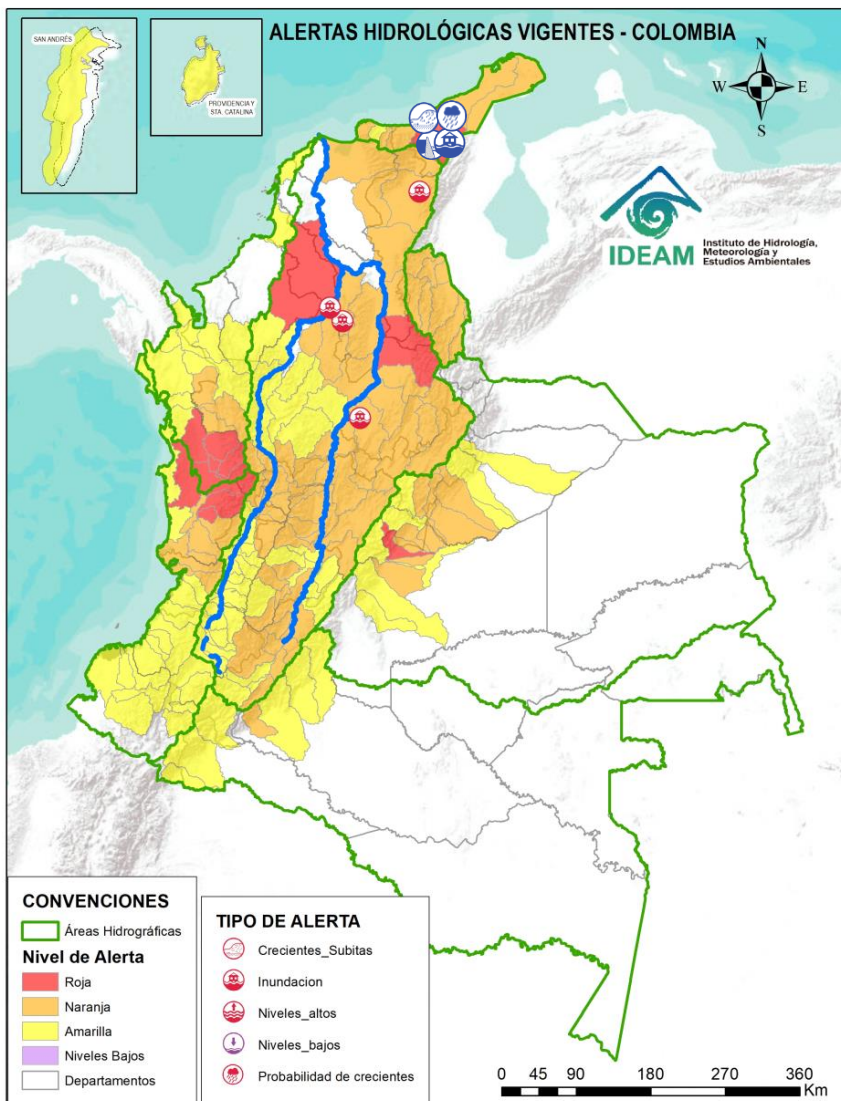 ALERTAS HIDROLÓGICAS VIGENTES - COLOMBIA
SAN ANDRÉS
PROVIDENCIA Y
STA. CATALINA
N
W
E
S
IDEAM
Instituto de Hidrología,
Meteorología y
Estudios Ambientales
CONVENCIONES
Áreas Hidrográficas
Nivel de Alerta
Roja
Naranja
Amarilla
Niveles Bajos
Departamentos
TIPO DE ALERTA
Crecientes_Subitas
Inundacion
Niveles_altos
Niveles_bajos
Probabilidad de crecientes
0 45 90 180 270 360
Km